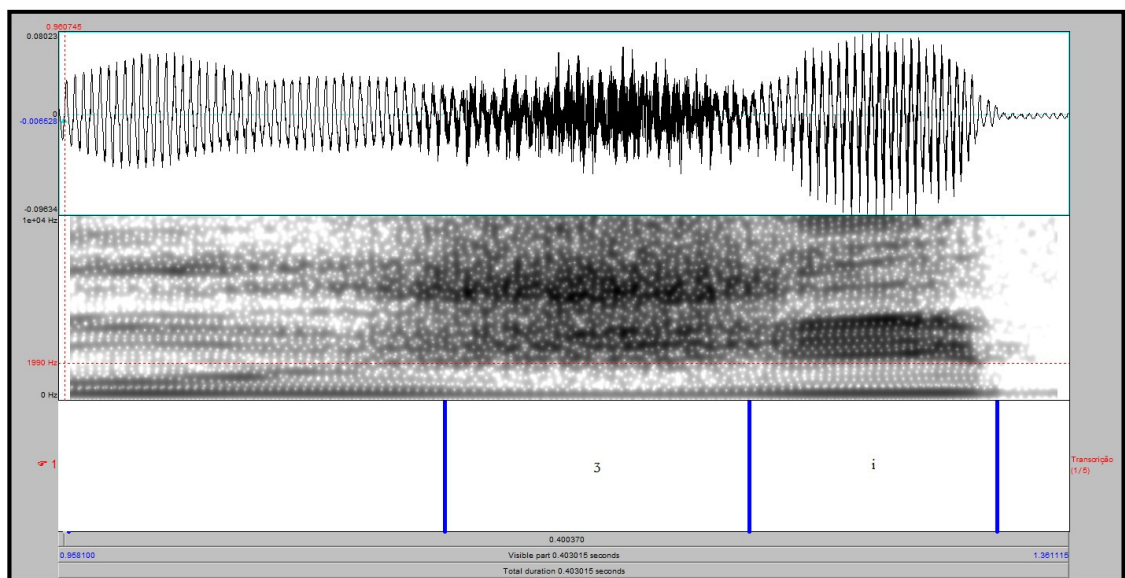 0.960745
0.08023
0
-0.006528
-0.09634
1e+04 Hz
1990 Hz
0 Hz
☞ 1
ʒ
i
Transcrição
(1/5)
0.400370
0.958100
Visible part 0.403015 seconds
1.361115
Total duration 0.403015 seconds